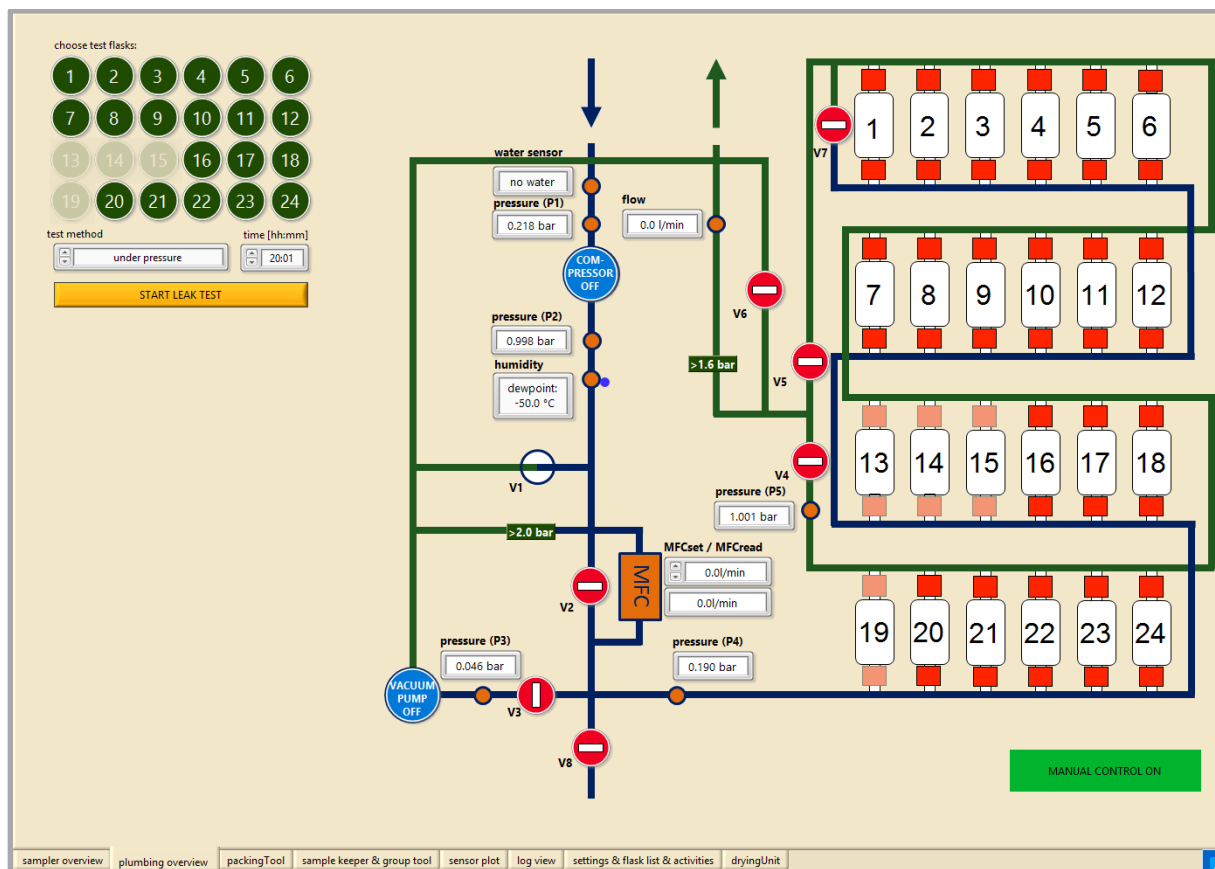 choose test flasks:
1 2 3 4 5 6
7 8 9 10 11 12
13 14 15 16 17 18
19 20 21 22 23 24
test method
time [hh:mm]
under pressure
20:01
START LEAK TEST
water sensor
no water
pressure (P1)
0.218 bar
flow
0.0 l/min
COM-
PRESSOR
OFF
pressure (P2)
0.998 bar
humidity
dewpoint:
-50.0 °C
V6
>1.6 bar
V5
V7
V4
V1
pressure (P5)
1.001 bar
>2.0 bar
MFC
MFCset / MFCread
0.0l/min
0.0l/min
V2
pressure (P3)
0.046 bar
pressure (P4)
0.190 bar
VACUUM
PUMP
OFF
V3
V8
1 2 3 4 5 6
7 8 9 10 11 12
13 14 15 16 17 18
19 20 21 22 23 24
MANUAL CONTROL ON
sampler overview
plumbing overview
packingTool
sample keeper & group tool
sensor plot
log view
settings & flask list & activities
dryingUnit